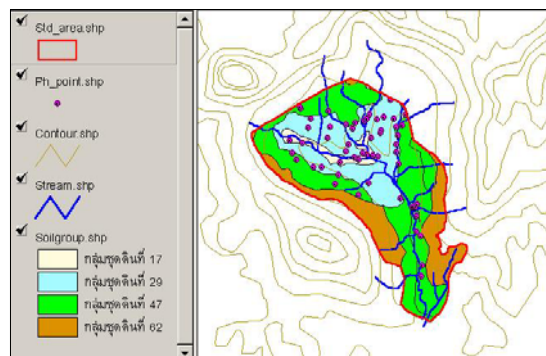 Std_area.shp
Ph_point.shp
Contour.shp
Stream.shp
Soilgroup.shp
กลุ่มชุดดินที่ 17
กลุ่มชุดดินที่ 29
กลุ่มชุดดินที่ 47
กลุ่มชุดดินที่ 62